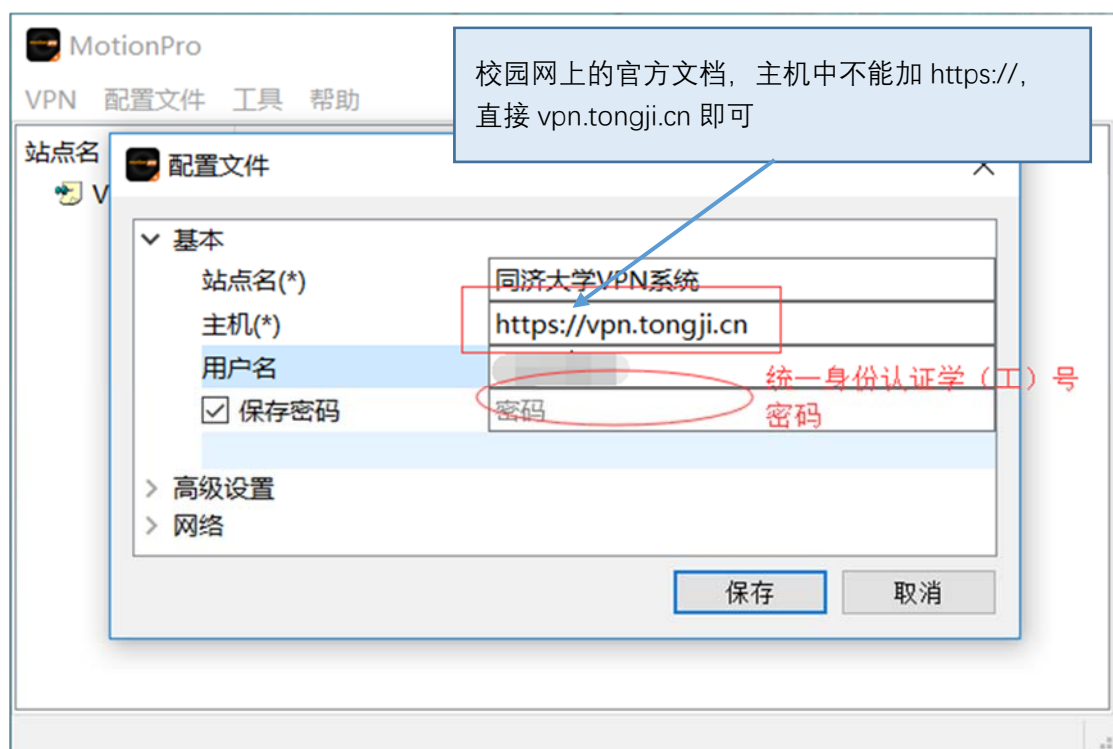 MotionPro
VPN 配置文件 工具 帮助
校园网上的官方文档，主机中不能加 https://，
直接 vpn.tongji.cn 即可
站点名
V
配置文件
基本
站点名(*) 同济大学VPN系统
主机(*) https://vpn.tongji.cn
用户名
统一身份认证学（工）号
保存密码 密码 密码
高级设置
网络
保存 取消